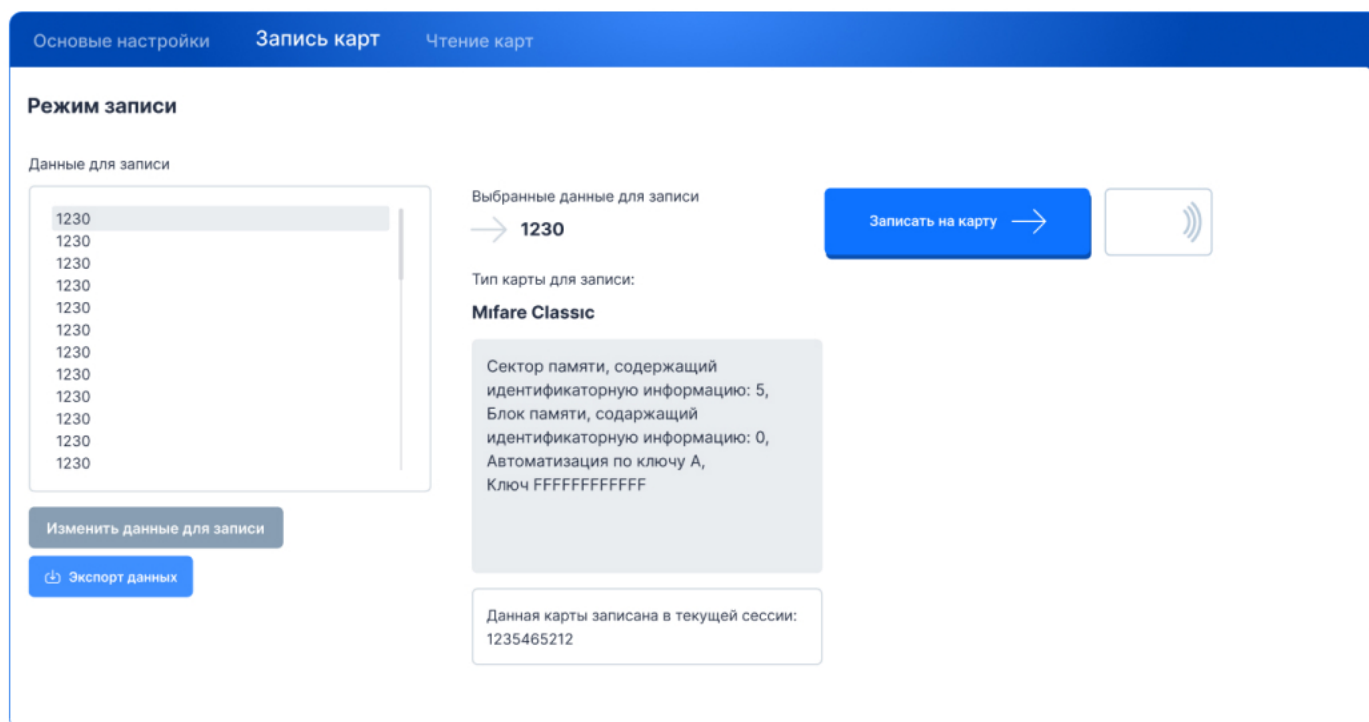 Основые настройки
Запись карт
Чтение карт
Режим записи
Данные для записи
1230
1230
1230
1230
1230
1230
1230
1230
1230
1230
1230
1230
Изменить данные для записи
Экспорт данных
Выбранные данные для записи
1230
Тип карты для записи:
Mıfare Classıc
Сектор памяти, содержащий
идентификаторную информацию: 5,
Блок памяти, содаржащий
идентификаторную информацию: 0,
Автоматизация по ключу А,
Ключ FFFFFFFFFFFF
Данная карты записана в текущей сессии:
1235465212
Записать на карту